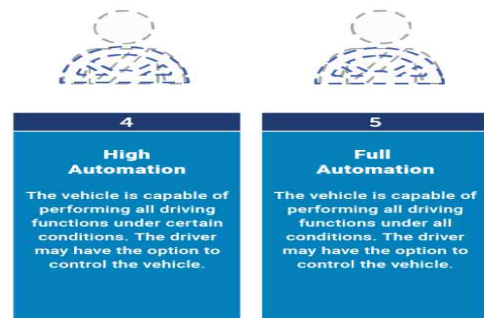 4
High
Automation
The vehicle is capable of
performing all driving
functions under certain
conditions. The driver
may have the option to
control the vehicle.
5
Full
Automation
The vehicle is capable of
performing all driving
functions under all
conditions. The driver
may have the option to
control the vehicle.